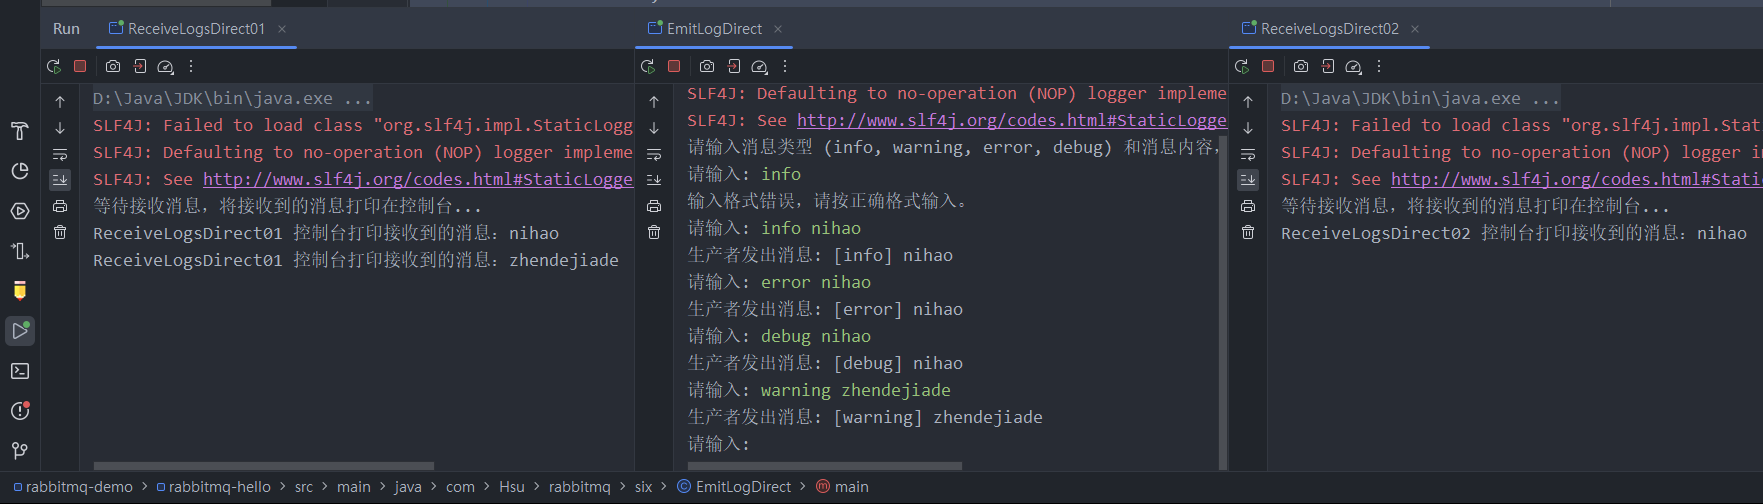 Run
ReceiveLogsDirect01
EmitLogDirect
ReceiveLogsDirect02
D:\Java\JDK\bin\java.exe ...
SLF4J: Failed to load class "org.slf4j.impl.StaticLogg
SLF4J: Defaulting to no-operation (NOP) logger impleme
SLF4J: See http://www.slf4j.org/codes.html#StaticLogge
等待接收消息，将接收到的消息打印在控制台...
ReceiveLogsDirect01 控制台打印接收到的消息：nihao
ReceiveLogsDirect01 控制台打印接收到的消息：zhendejiade
SLF4J: Defaulting to no-operation (NOP) logger impleme
SLF4J: See http://www.slf4j.org/codes.html#StaticLogge
请输入消息类型 (info, warning, error, debug) 和消息内容，
请输入: info
输入格式错误，请按正确格式输入。
请输入: info nihao
生产者发出消息: [info] nihao
请输入: error nihao
生产者发出消息: [error] nihao
请输入: debug nihao
生产者发出消息: [debug] nihao
请输入: warning zhendejiade
生产者发出消息: [warning] zhendejiade
请输入:
D:\Java\JDK\bin\java.exe ...
SLF4J: Failed to load class "org.slf4j.impl.Stat
SLF4J: Defaulting to no-operation (NOP) logger i
SLF4J: See http://www.slf4j.org/codes.html#Stati
等待接收消息，将接收到的消息打印在控制台...
ReceiveLogsDirect02 控制台打印接收到的消息：nihao
rabbitmq-demo > rabbitmq-hello > src > main > java > com > Hsu > rabbitmq > six > EmitLogDirect > main